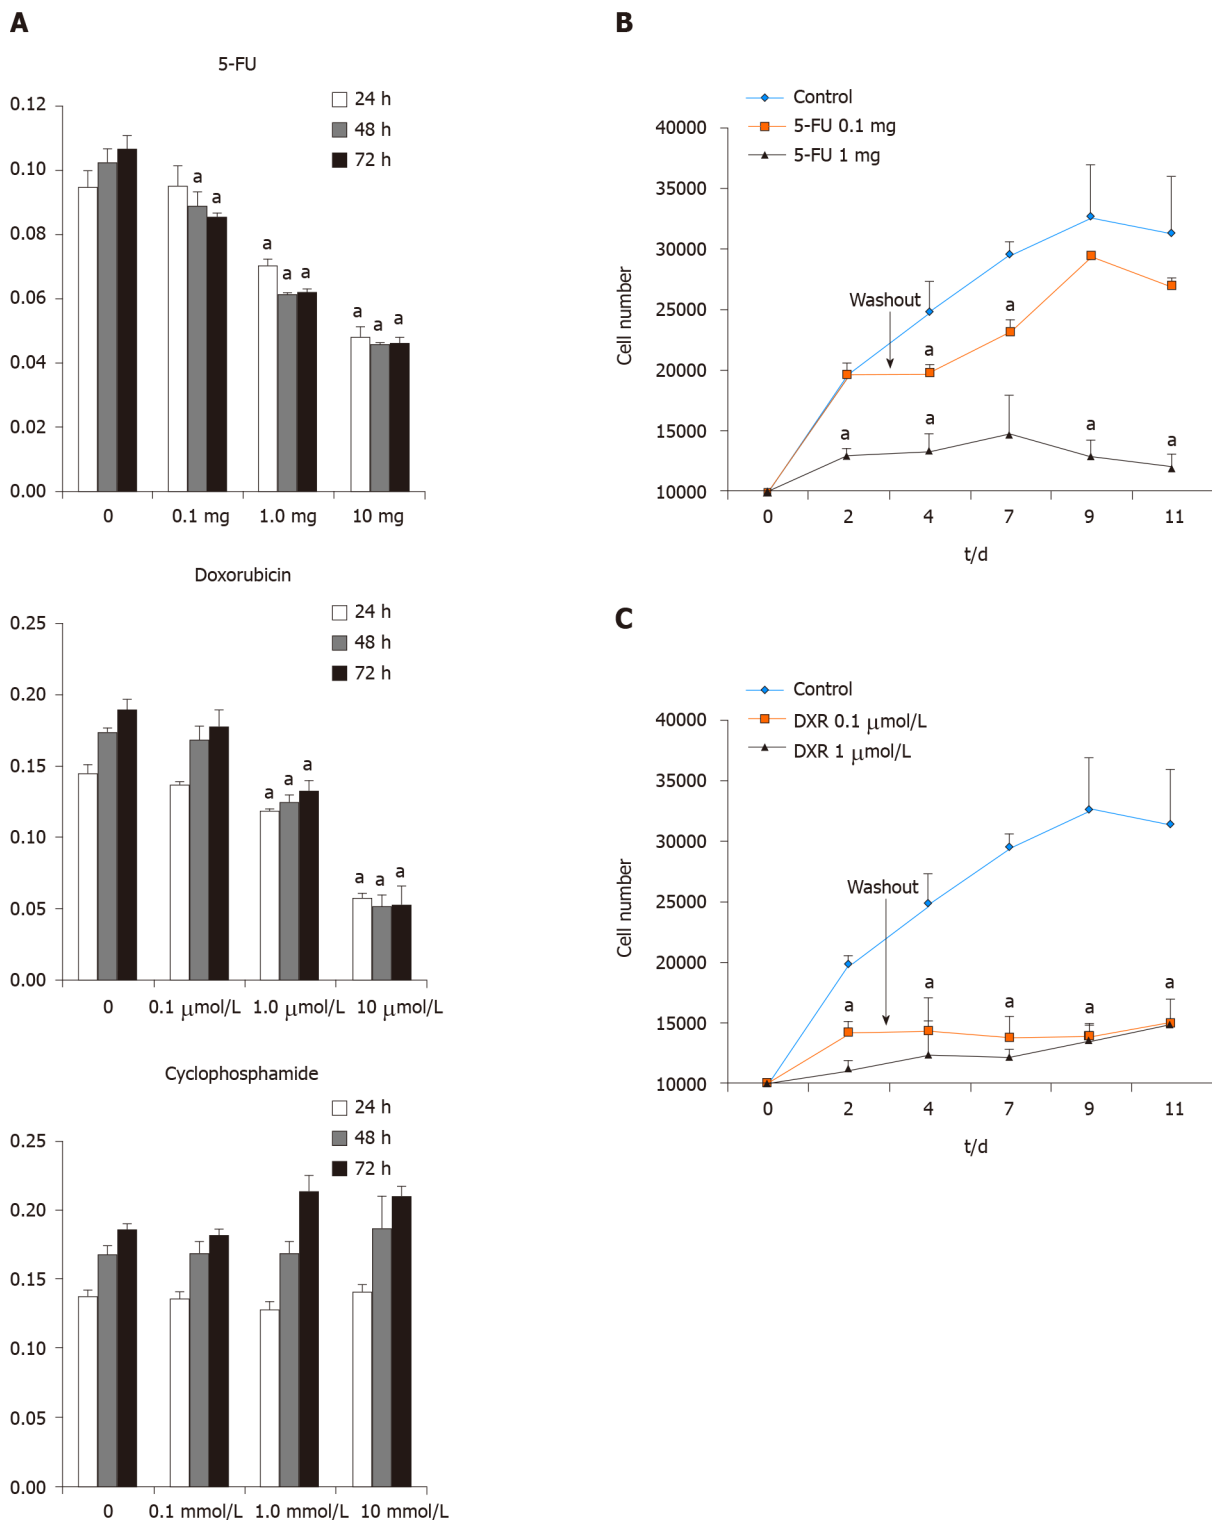 A
5-FU
24 h
48 h
72 h
0.12
0.10
0.08
0.06
0.04
0.02
0.00
a
a
a
a
a
a
a
a
0
0.1 mg
1.0 mg
10 mg
Doxorubicin
24 h
48 h
72 h
0.25
0.20
0.15
0.10
0.05
0.00
a
a
a
a
a
a
0
0.1 μmol/L
1.0 μmol/L
10 μmol/L
Cyclophosphamide
24 h
48 h
72 h
0.25
0.20
0.15
0.10
0.05
0.00
0
0.1 mmol/L
1.0 mmol/L
10 mmol/L
B
Control
5-FU 0.1 mg
5-FU 1 mg
40000
35000
30000
25000
20000
15000
10000
Cell number
Washout
a
a
a
a
a
a
0
2
4
7
9
11
t/d
C
Control
DXR 0.1 μmol/L
DXR 1 μmol/L
40000
35000
30000
25000
20000
15000
10000
Cell number
Washout
a
a
a
a
a
0
2
4
7
9
11
t/d